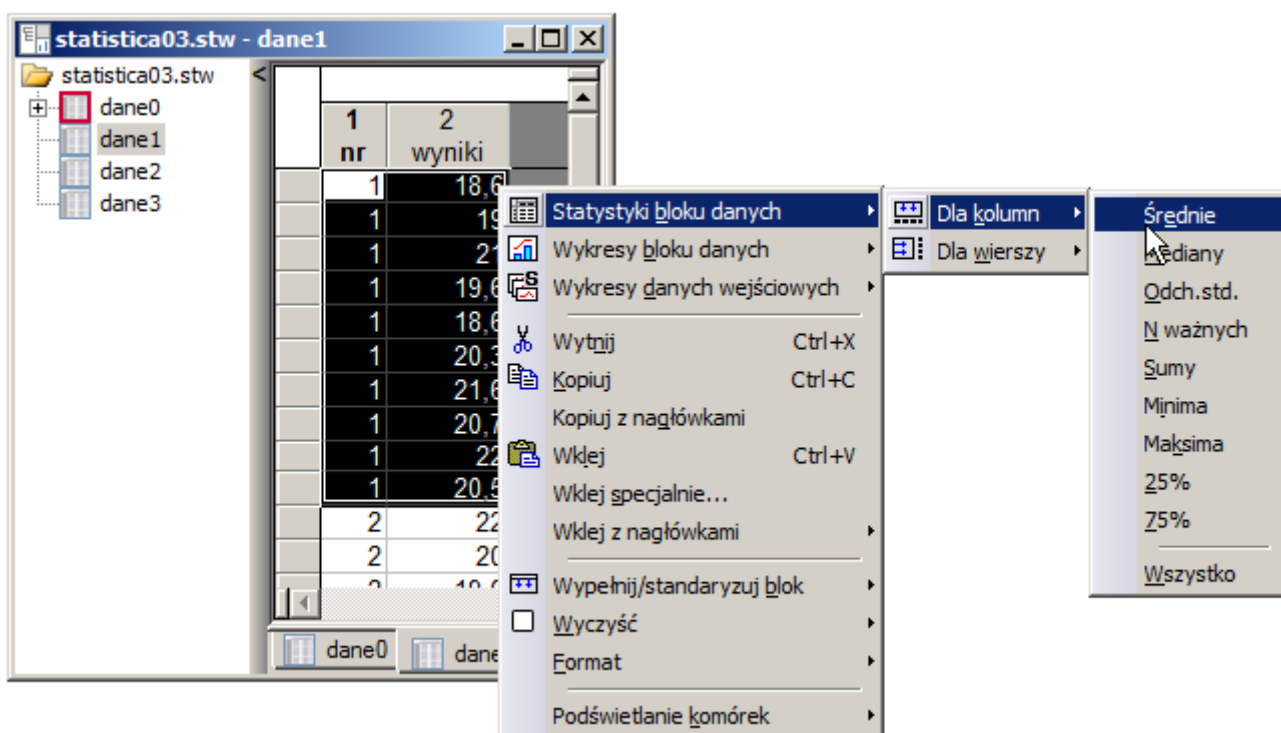 statistica03.stw - dane1
statistica03.stw
dane0
dane1
dane2
dane3
<
1 2
nr wyniki
1 18,6
1 19
1 21
1 19,6
1 18,6
1 20,3
1 21,6
1 20,7
1 22
1 20,5
2 22
2 20
dane0
Statystyki bloku danych
Wykresy bloku danych
Wykresy danych wejściowych
Wytnij Ctrl+X
Kopiuj Ctrl+C
Kopiuj z nagłówkami
Wklej Ctrl+V
Wklej specjalnie...
Wklej z nagłówkami
Wypełnij/standaryzuj blok
Wyczyść
Format
Podświetlanie komórek
Dla kolumn
Dla wierszy
Średnie
Mediany
Odch.std.
N ważnych
Sumy
Minima
Maksima
25%
75%
Wszystko